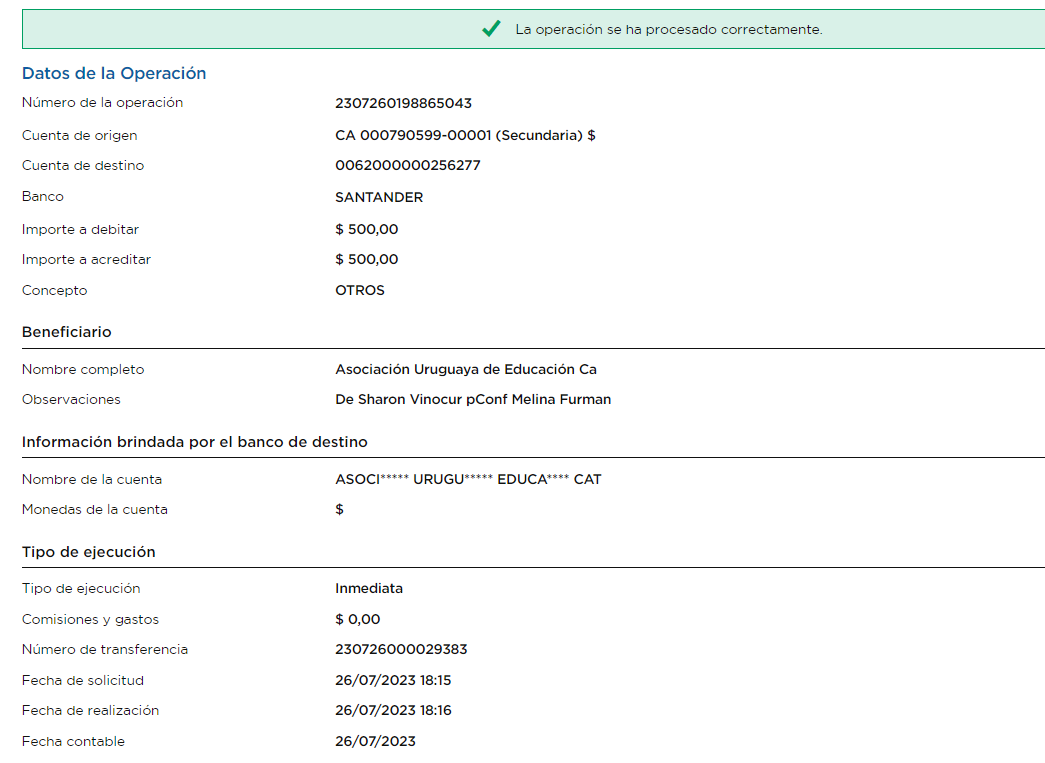 La operación se ha procesado correctamente.
Datos de la Operación
Número de la operación 2307260198865043
Cuenta de origen CA 000790599-00001 (Secundaria) $
Cuenta de destino 0062000000256277
Banco SANTANDER
Importe a debitar $ 500,00
Importe a acreditar $ 500,00
Concepto OTROS
Beneficiario
Nombre completo Asociación Uruguaya de Educación Ca
Observaciones De Sharon Vinocur pConf Melina Furman
Información brindada por el banco de destino
Nombre de la cuenta ASOCI***** URUGU***** EDUCA**** CAT
Monedas de la cuenta $
Tipo de ejecución
Tipo de ejecución Inmediata
Comisiones y gastos $ 0,00
Número de transferencia 230726000029383
Fecha de solicitud 26/07/2023 18:15
Fecha de realización 26/07/2023 18:16
Fecha contable 26/07/2023